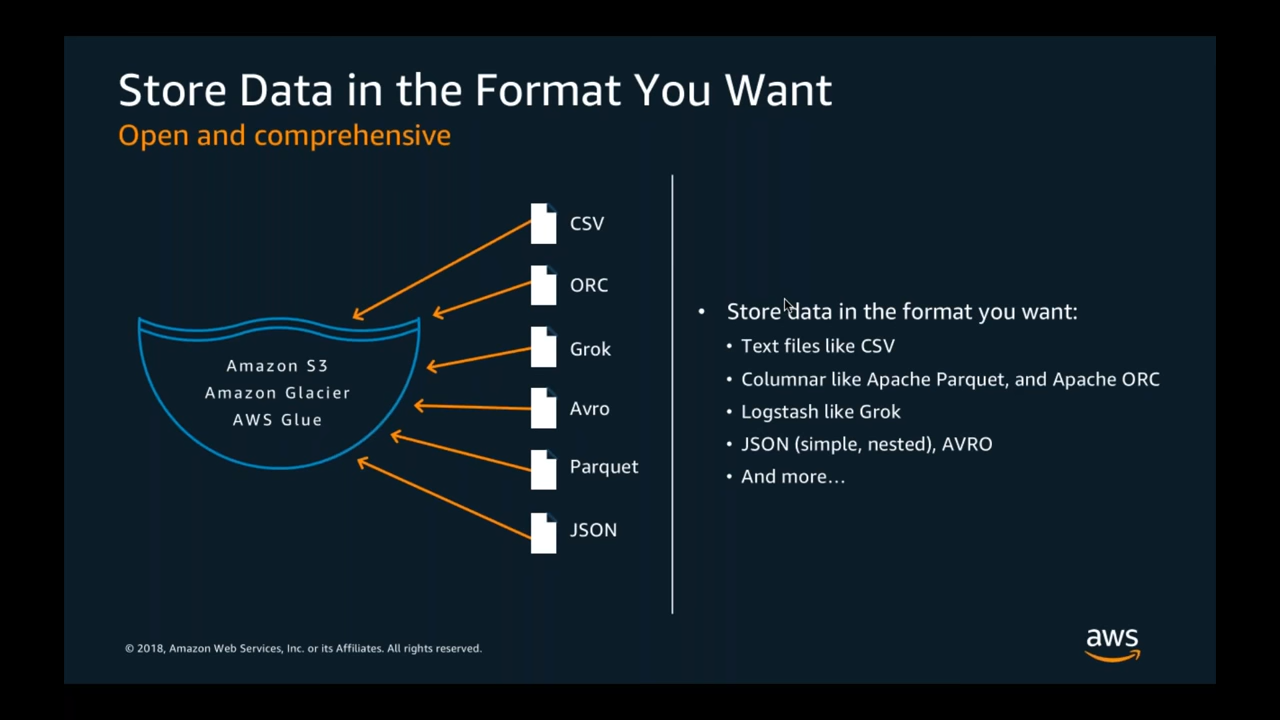 Store Data in the Format You Want
Open and comprehensive
CSV
ORC
Grok
Avro
Parquet
JSON
Amazon S3
Amazon Glacier
AWS Glue
• Store data in the format you want:
• Text files like CSV
• Columnar like Apache Parquet, and Apache ORC
• Logstash like Grok
• JSON (simple, nested), AVRO
• And more…
© 2018, Amazon Web Services, Inc. or its Affiliates. All rights reserved.
aws